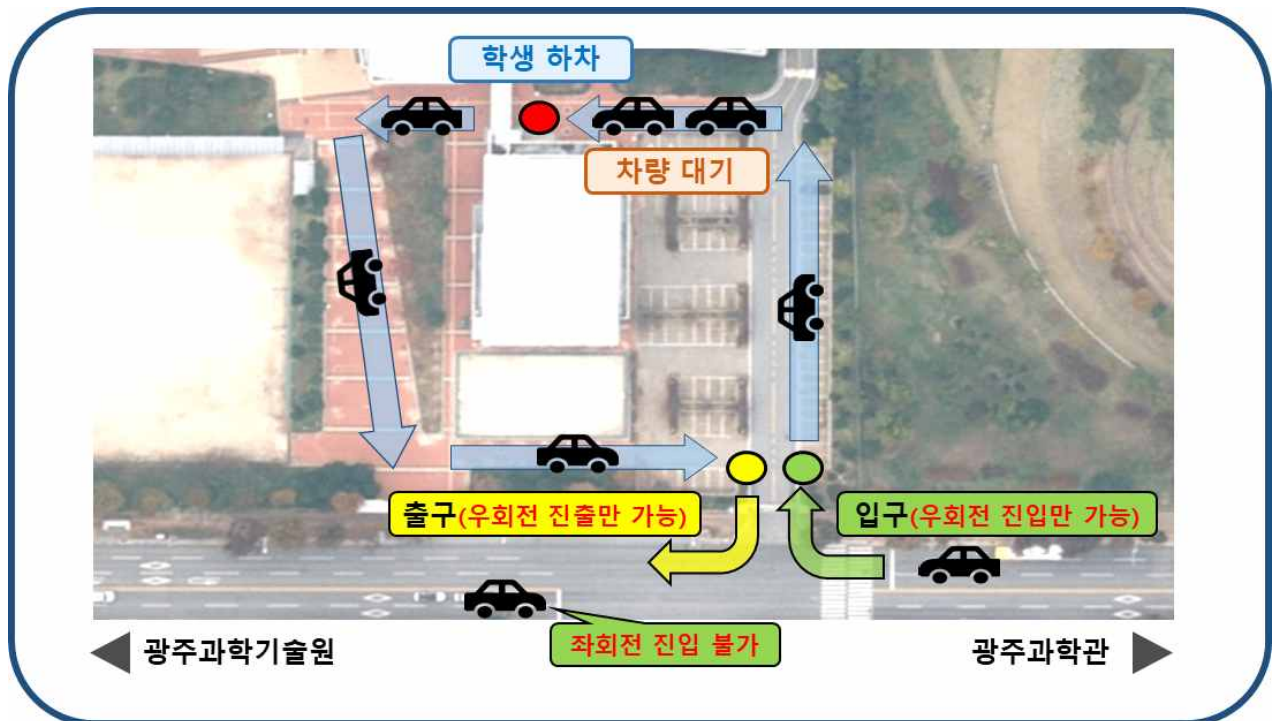 학생 하차
차량 대기
출구(우회전 진출만 가능)
입구(우회전 진입만 가능)
좌회전 진입 불가
광주과학기술원
광주과학관